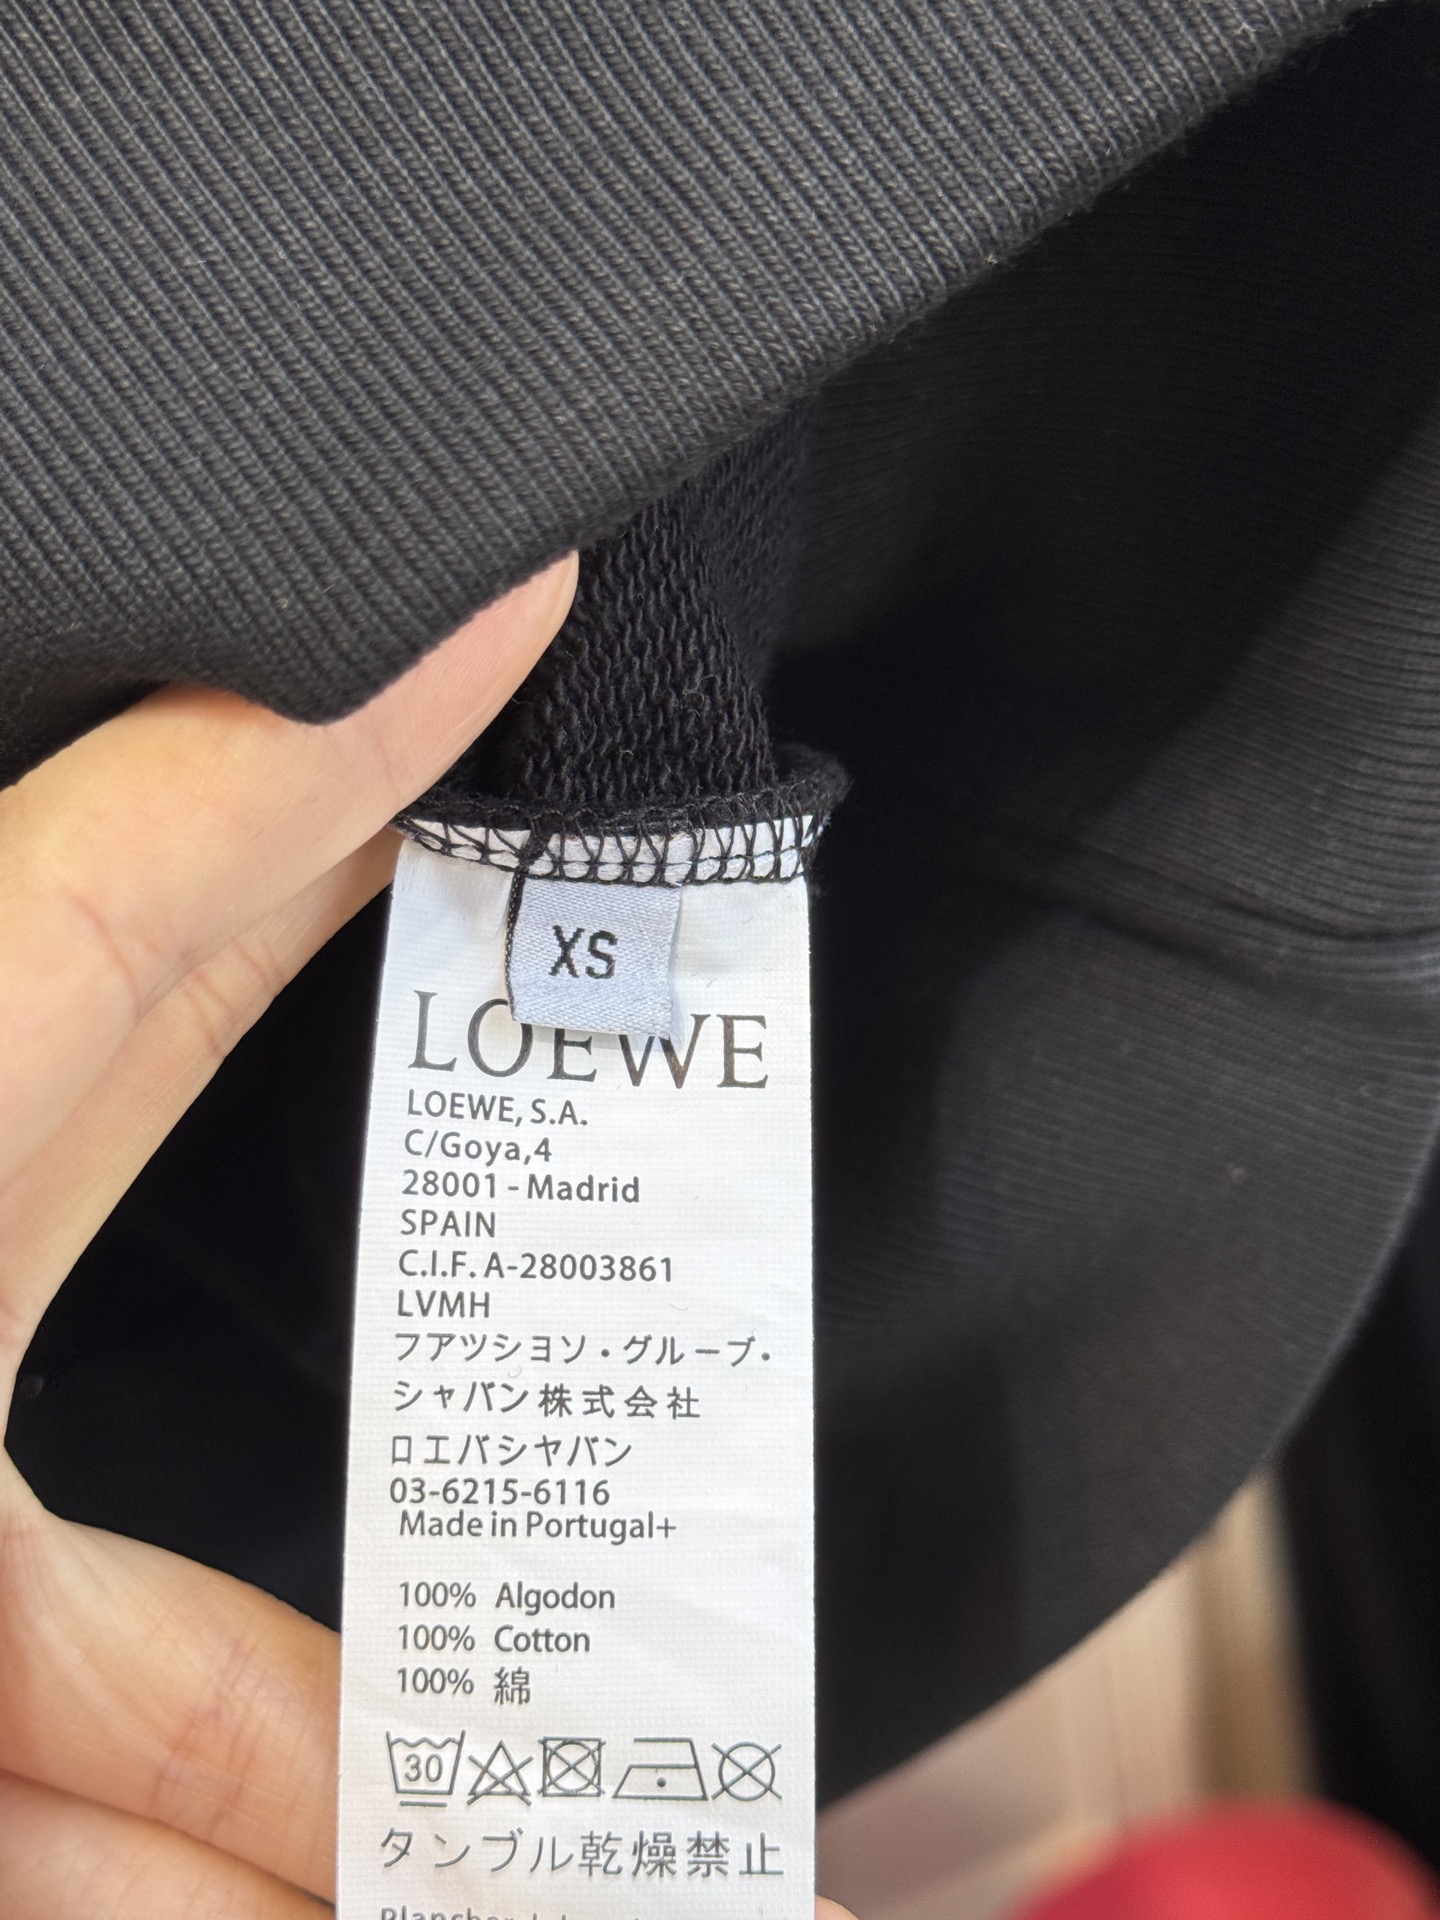 XS
LOEWE
LOEWE, S.A.
C/Goya,4
28001 - Madrid
SPAIN
C.I.F. A-28003861
LVMH
フアツシヨソ・グループ・
シャバン株式会社
ロエバシヤバン
03-6215-6116
Made in Portugal+
100% Algodon
100% Cotton
100% 綿
30
タンブル乾燥禁止